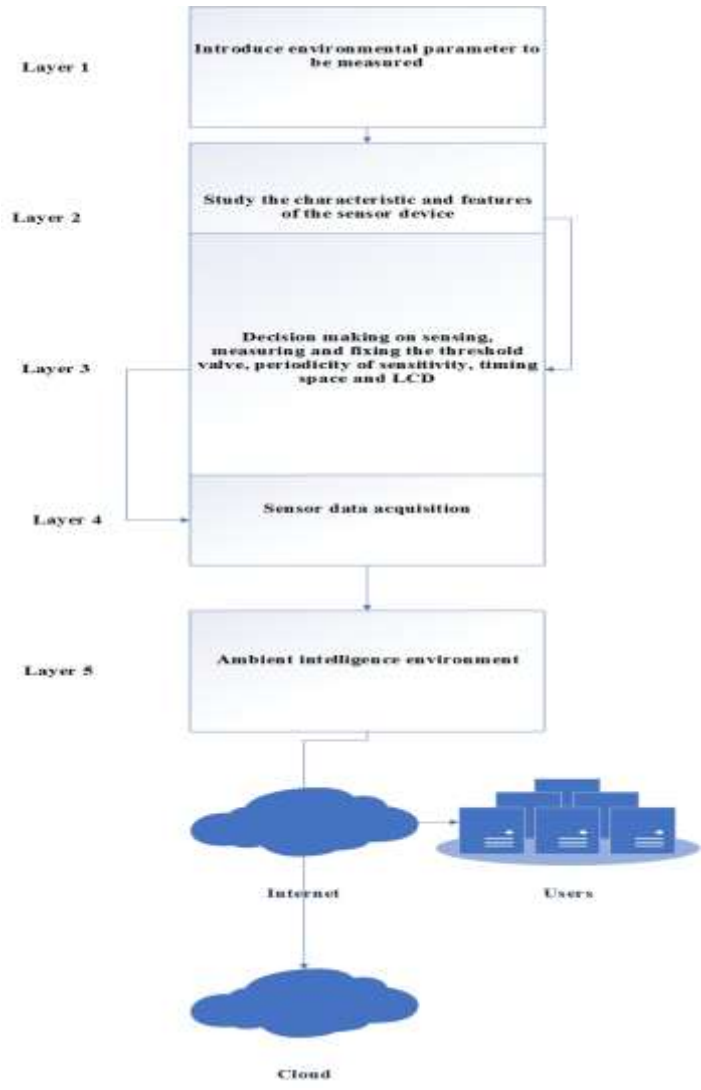 Layer 1
Introduce environmental parameter to
be measured
Layer 2
Study the characteristic and features
of the sensor device
Layer 3
Decision making on sensing,
measuring and fixing the threshold
valve, periodicity of sensitivity, timing
space and LCD
Layer 4
Sensor data acquisition
Layer 5
Ambient intelligence environment
Internet
Users
Cloud